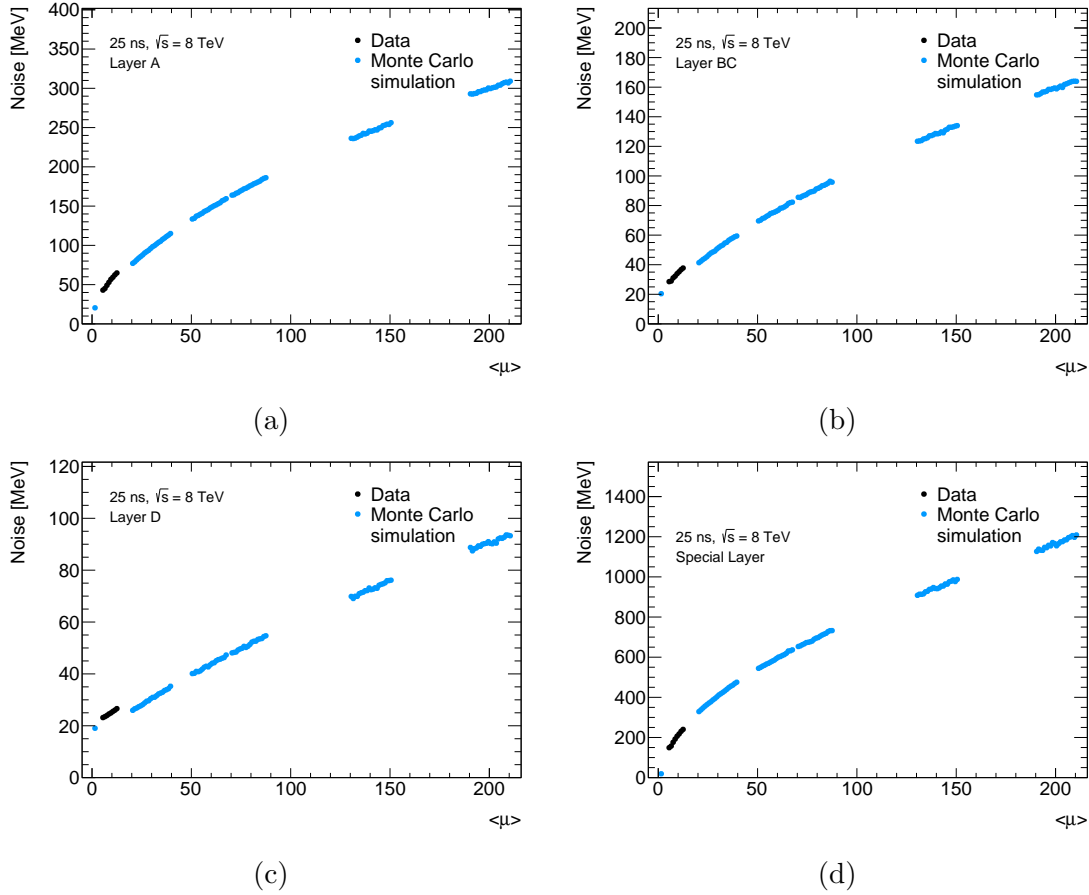 Noise [MeV]
400
350
300
250
200
150
100
50
0
25 ns, √s = 8 TeV
Layer A
Data
Monte Carlo
simulation
0 50 100 150 200
<μ>
(a)
Noise [MeV]
200
180
160
140
120
100
80
60
40
20
0
25 ns, √s = 8 TeV
Layer BC
Data
Monte Carlo
simulation
0 50 100 150 200
<μ>
(b)
Noise [MeV]
120
100
80
60
40
20
0
25 ns, √s = 8 TeV
Layer D
Data
Monte Carlo
simulation
0 50 100 150 200
<μ>
(c)
Noise [MeV]
1400
1200
1000
800
600
400
200
0
25 ns, √s = 8 TeV
Special Layer
Data
Monte Carlo
simulation
0 50 100 150 200
<μ>
(d)